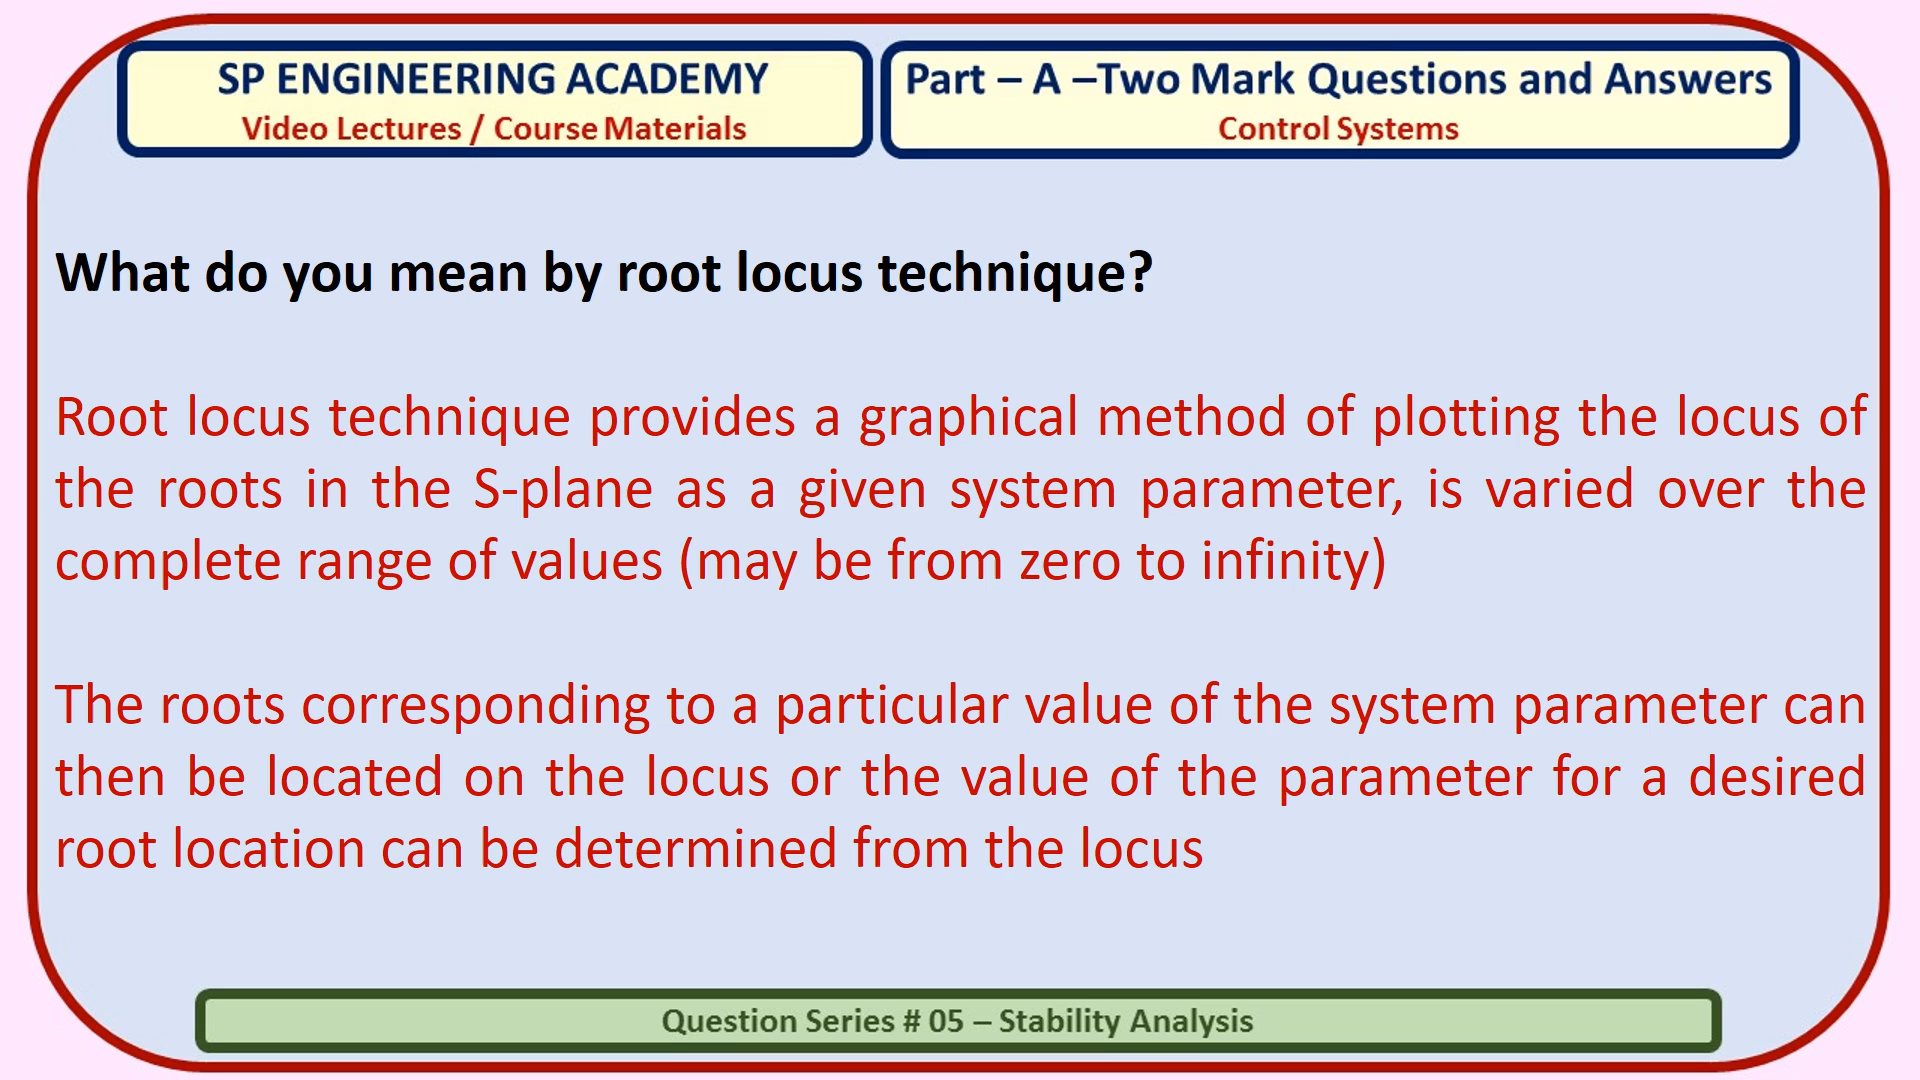 SP ENGINEERING ACADEMY
Video Lectures / Course Materials
Part – A –Two Mark Questions and Answers
Control Systems
What do you mean by root locus technique?
Root locus technique provides a graphical method of plotting the locus of
the roots in the S-plane as a given system parameter, is varied over the
complete range of values (may be from zero to infinity)
The roots corresponding to a particular value of the system parameter can
then be located on the locus or the value of the parameter for a desired
root location can be determined from the locus
Question Series # 05 – Stability Analysis